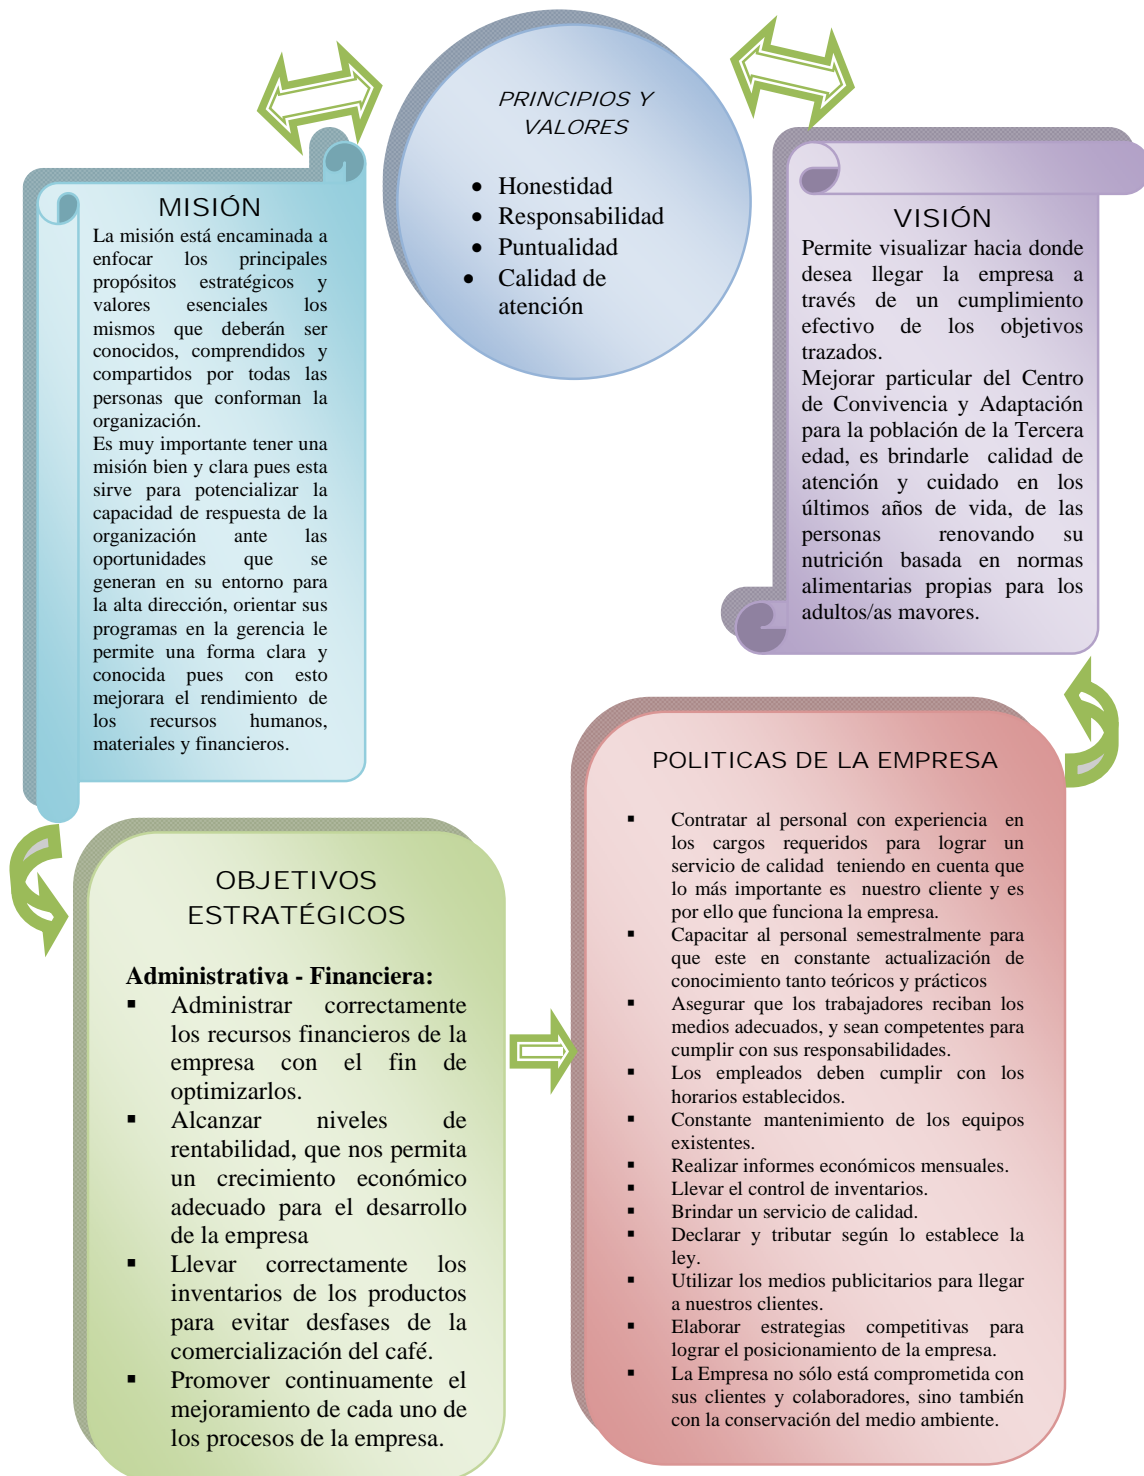 PRINCIPIOS Y
VALORES
• Honestidad
• Responsabilidad
• Puntualidad
• Calidad de
atención
MISIÓN
La misión está encaminada a
enfocar los principales
propósitos estratégicos y
valores esenciales los
mismos que deberán ser
conocidos, comprendidos y
compartidos por todas las
personas que conforman la
organización.
Es muy importante tener una
misión bien y clara pues esta
sirve para potencializar la
capacidad de respuesta de la
organización ante las
oportunidades que se
generan en su entorno para
la alta dirección, orientar sus
programas en la gerencia le
permite una forma clara y
conocida pues con esto
mejorara el rendimiento de
los recursos humanos,
materiales y financieros.
VISIÓN
Permite visualizar hacia donde
desea llegar la empresa a
través de un cumplimiento
efectivo de los objetivos
trazados.
Mejorar particular del Centro
de Convivencia y Adaptación
para la población de la Tercera
edad, es brindarle calidad de
atención y cuidado en los
últimos años de vida, de las
personas renovando su
nutrición basada en normas
alimentarias propias para los
adultos/as mayores.
OBJETIVOS
ESTRATÉGICOS
Administrativa - Financiera:
▪ Administrar correctamente
los recursos financieros de la
empresa con el fin de
optimizarlos.
▪ Alcanzar niveles de
rentabilidad, que nos permita
un crecimiento económico
adecuado para el desarrollo
de la empresa
▪ Llevar correctamente los
inventarios de los productos
para evitar desfases de la
comercialización del café.
▪ Promover continuamente el
mejoramiento de cada uno de
los procesos de la empresa.
POLITICAS DE LA EMPRESA
▪ Contratar al personal con experiencia en
los cargos requeridos para lograr un
servicio de calidad teniendo en cuenta que
lo más importante es nuestro cliente y es
por ello que funciona la empresa.
▪ Capacitar al personal semestralmente para
que este en constante actualización de
conocimiento tanto teóricos y prácticos
▪ Asegurar que los trabajadores reciban los
medios adecuados, y sean competentes para
cumplir con sus responsabilidades.
▪ Los empleados deben cumplir con los
horarios establecidos.
▪ Constante mantenimiento de los equipos
existentes.
▪ Realizar informes económicos mensuales.
▪ Llevar el control de inventarios.
▪ Brindar un servicio de calidad.
▪ Declarar y tributar según lo establece la
ley.
▪ Utilizar los medios publicitarios para llegar
a nuestros clientes.
▪ Elaborar estrategias competitivas para
lograr el posicionamiento de la empresa.
▪ La Empresa no sólo está comprometida con
sus clientes y colaboradores, sino también
con la conservación del medio ambiente.